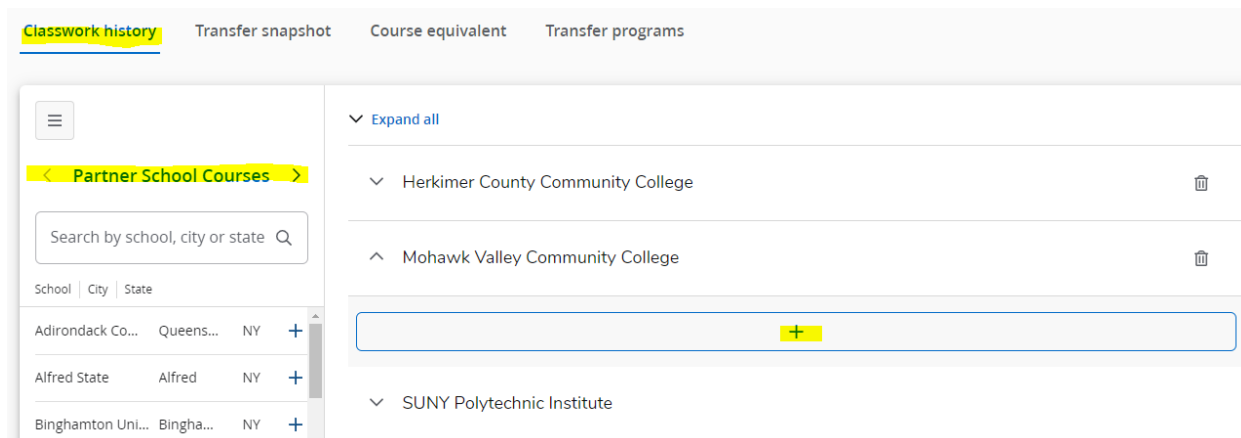 Classwork history Transfer snapshot Course equivalent Transfer programs
Partner School Courses
Search by school, city or state
School City State
Adirondack Co... Queens... NY
Alfred State Alfred NY
Binghamton Uni... Bingha... NY
Expand all
Herkimer County Community College
Mohawk Valley Community College
+
SUNY Polytechnic Institute